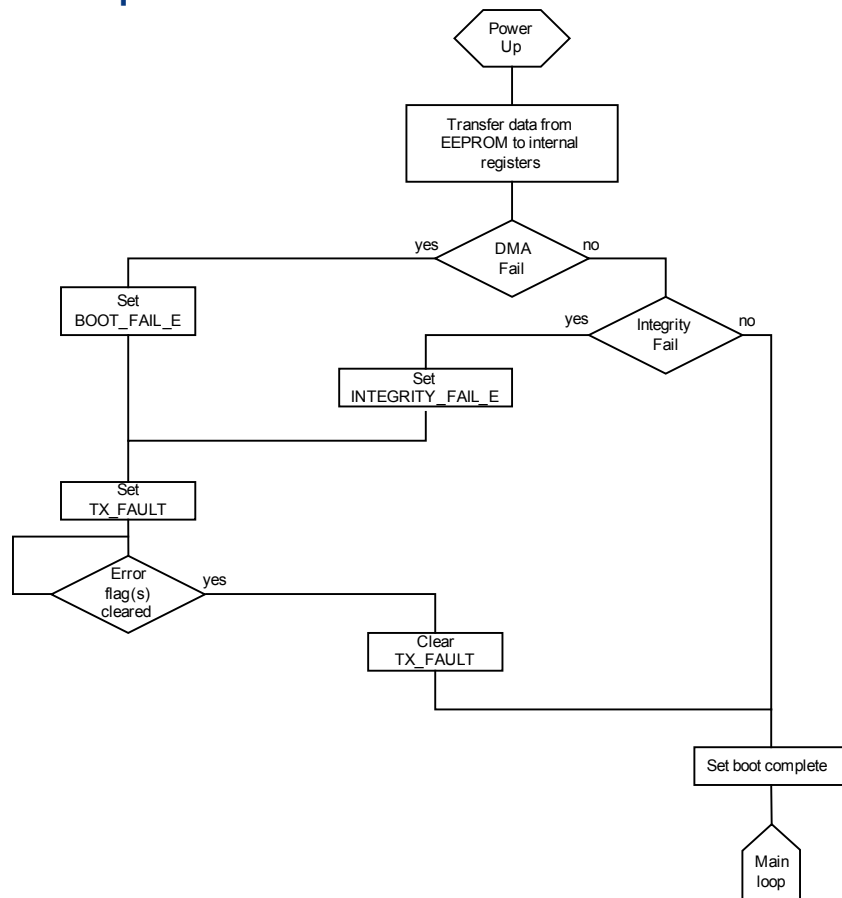 Power
Up
Transfer data from
EEPROM to internal
registers
yes
DMA
Fail
no
Set
BOOT_FAIL_E
yes
Integrity
Fail
no
Set
INTEGRITY_FAIL_E
Set
TX_FAULT
Error
flag(s)
cleared
yes
Clear
TX_FAULT
Set boot complete
Main
loop